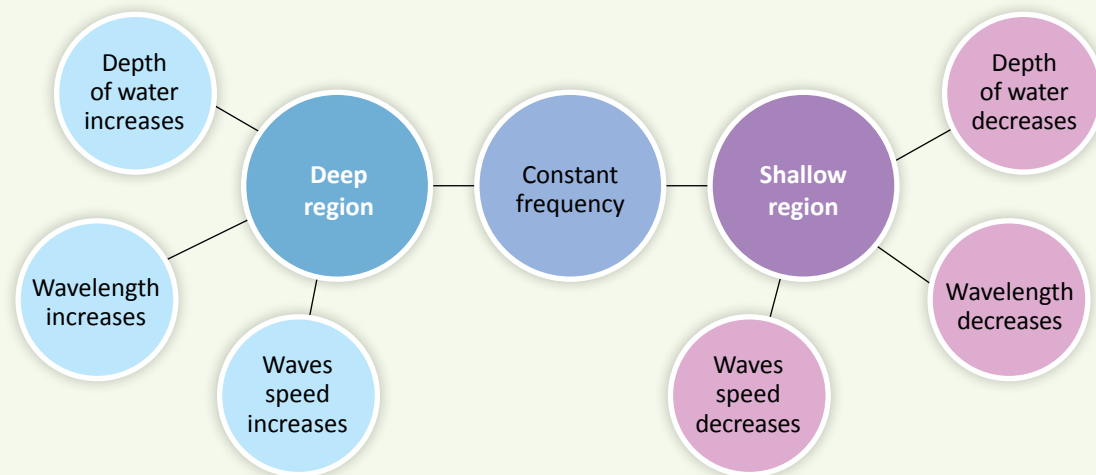 Depth
of water
increases
Deep
region
Wavelength
increases
Waves
speed
increases
Constant
frequency
Shallow
region
Depth
of water
decreases
Wavelength
decreases
Waves
speed
decreases